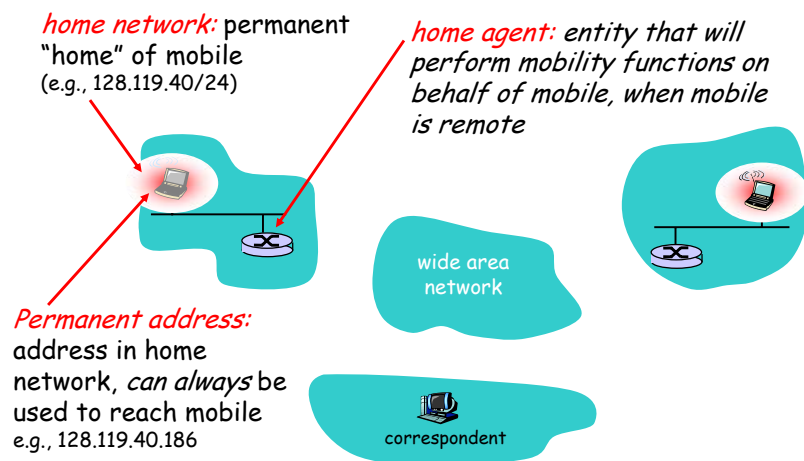 home network: permanent
“home” of mobile
(e.g., 128.119.40/24)
home agent: entity that will
perform mobility functions on
behalf of mobile, when mobile
is remote
wide area
network
Permanent address:
address in home
network, can always be
used to reach mobile
e.g., 128.119.40.186
correspondent